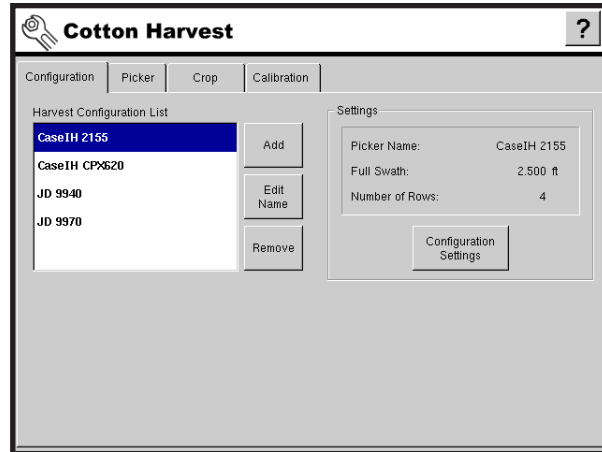 Cotton Harvest ?
Configuration Picker Crop Calibration
Harvest Configuration List
CaseIH 2155
CaseIH CPX620
JD 9940
JD 9970
Add
Edit
Name
Remove
Settings
Picker Name: CaseIH 2155
Full Swath: 2.500 ft
Number of Rows: 4
Configuration
Settings